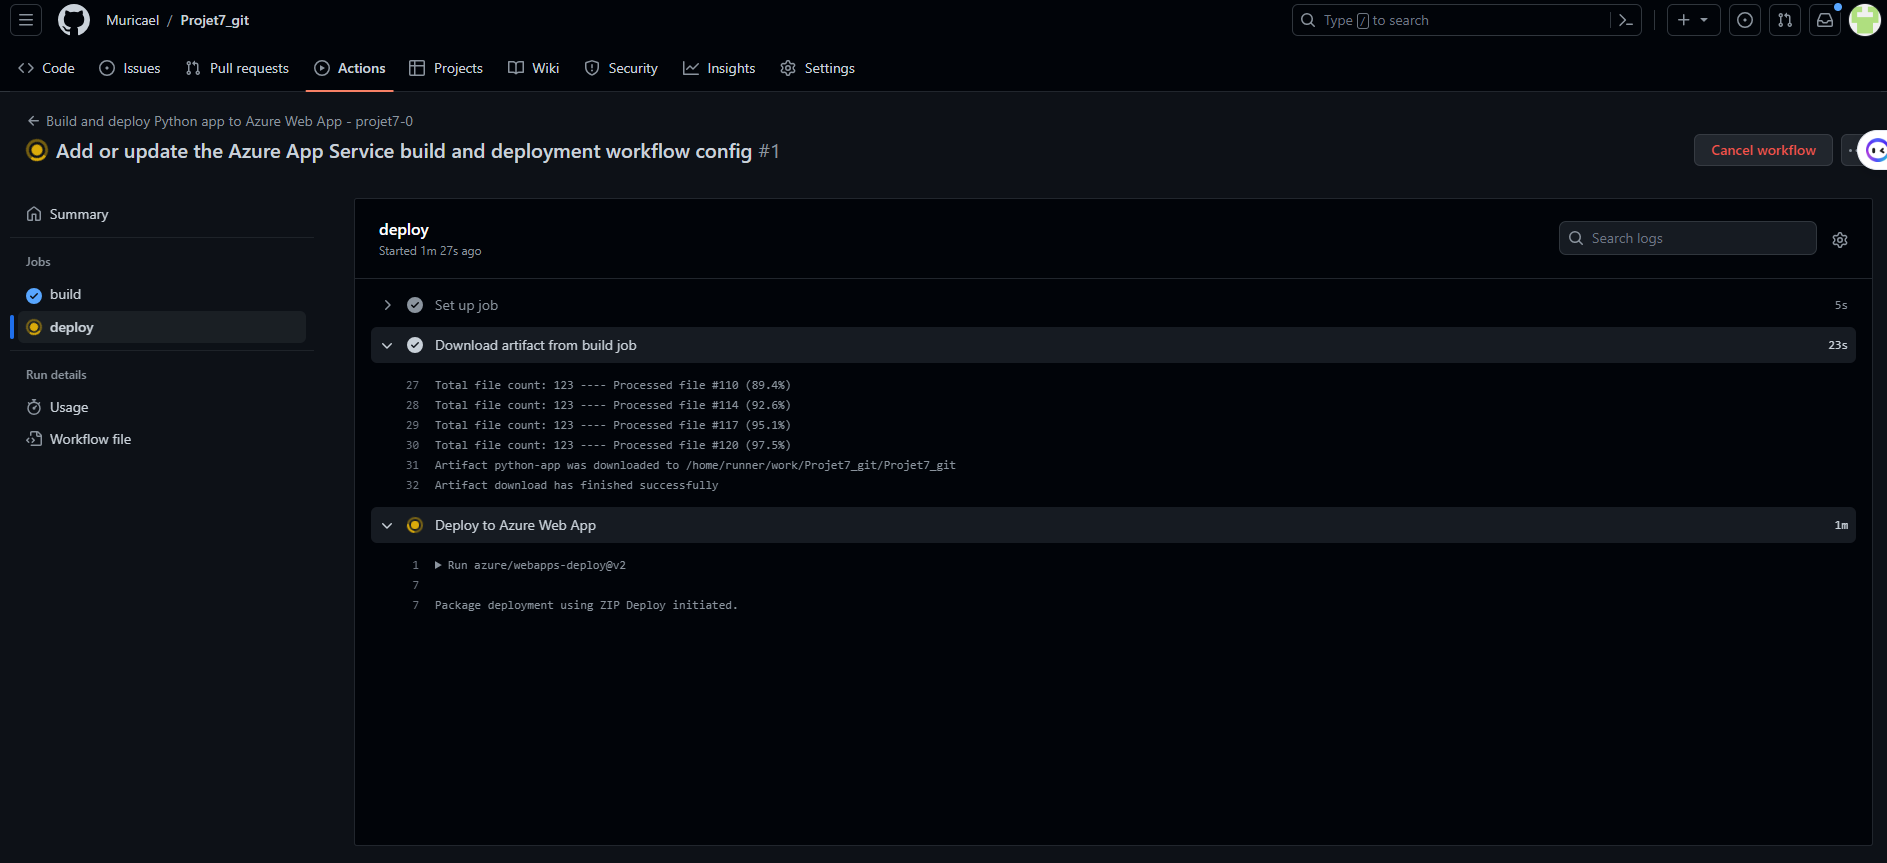 Muricael / Projet7_git
Type / to search
Code
Issues
Pull requests
Actions
Projects
Wiki
Security
Insights
Settings
Build and deploy Python app to Azure Web App - projet7-0
Add or update the Azure App Service build and deployment workflow config #1
Cancel workflow
Summary
Jobs
build
deploy
Run details
Usage
Workflow file
deploy
Started 1m 27s ago
Search logs
Set up job 5s
Download artifact from build job 23s
27 Total file count: 123 ---- Processed file #110 (89.4%)
28 Total file count: 123 ---- Processed file #114 (92.6%)
29 Total file count: 123 ---- Processed file #117 (95.1%)
30 Total file count: 123 ---- Processed file #120 (97.5%)
31 Artifact python-app was downloaded to /home/runner/work/Projet7_git/Projet7_git
32 Artifact download has finished successfully
Deploy to Azure Web App 1m
1 Run azure/webapps-deploy@v2
7
7 Package deployment using ZIP Deploy initiated.